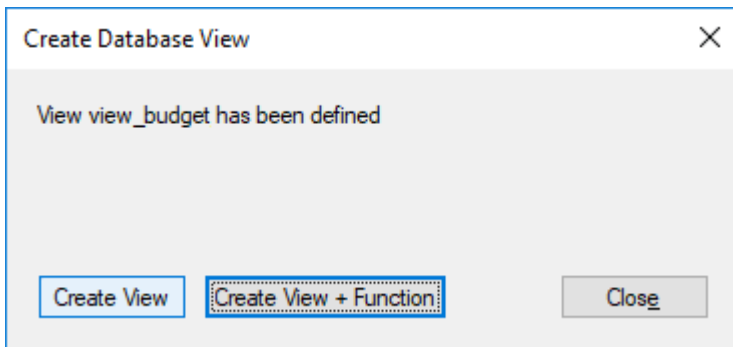 Create Database View
View view_budget has been defined
Create View
Create View + Function
Close